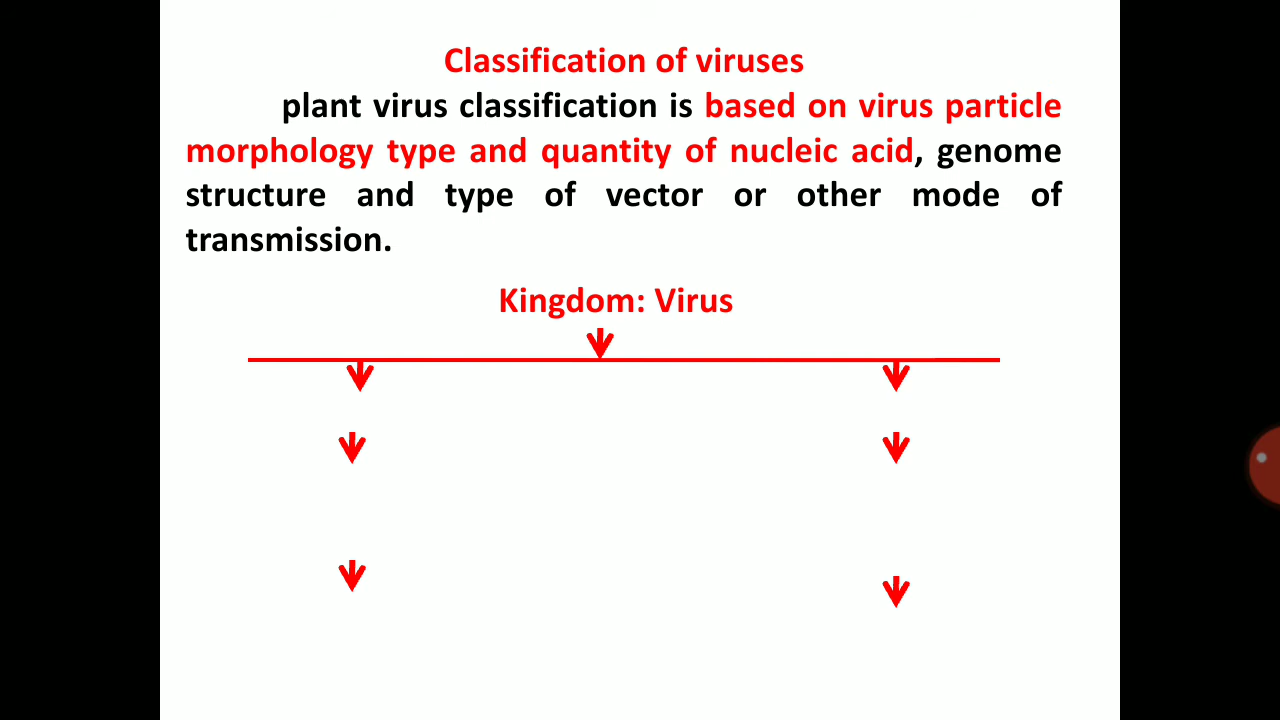 Classification of viruses
plant virus classification is based on virus particle
morphology type and quantity of nucleic acid, genome
structure and type of vector or other mode of
transmission.
Kingdom: Virus